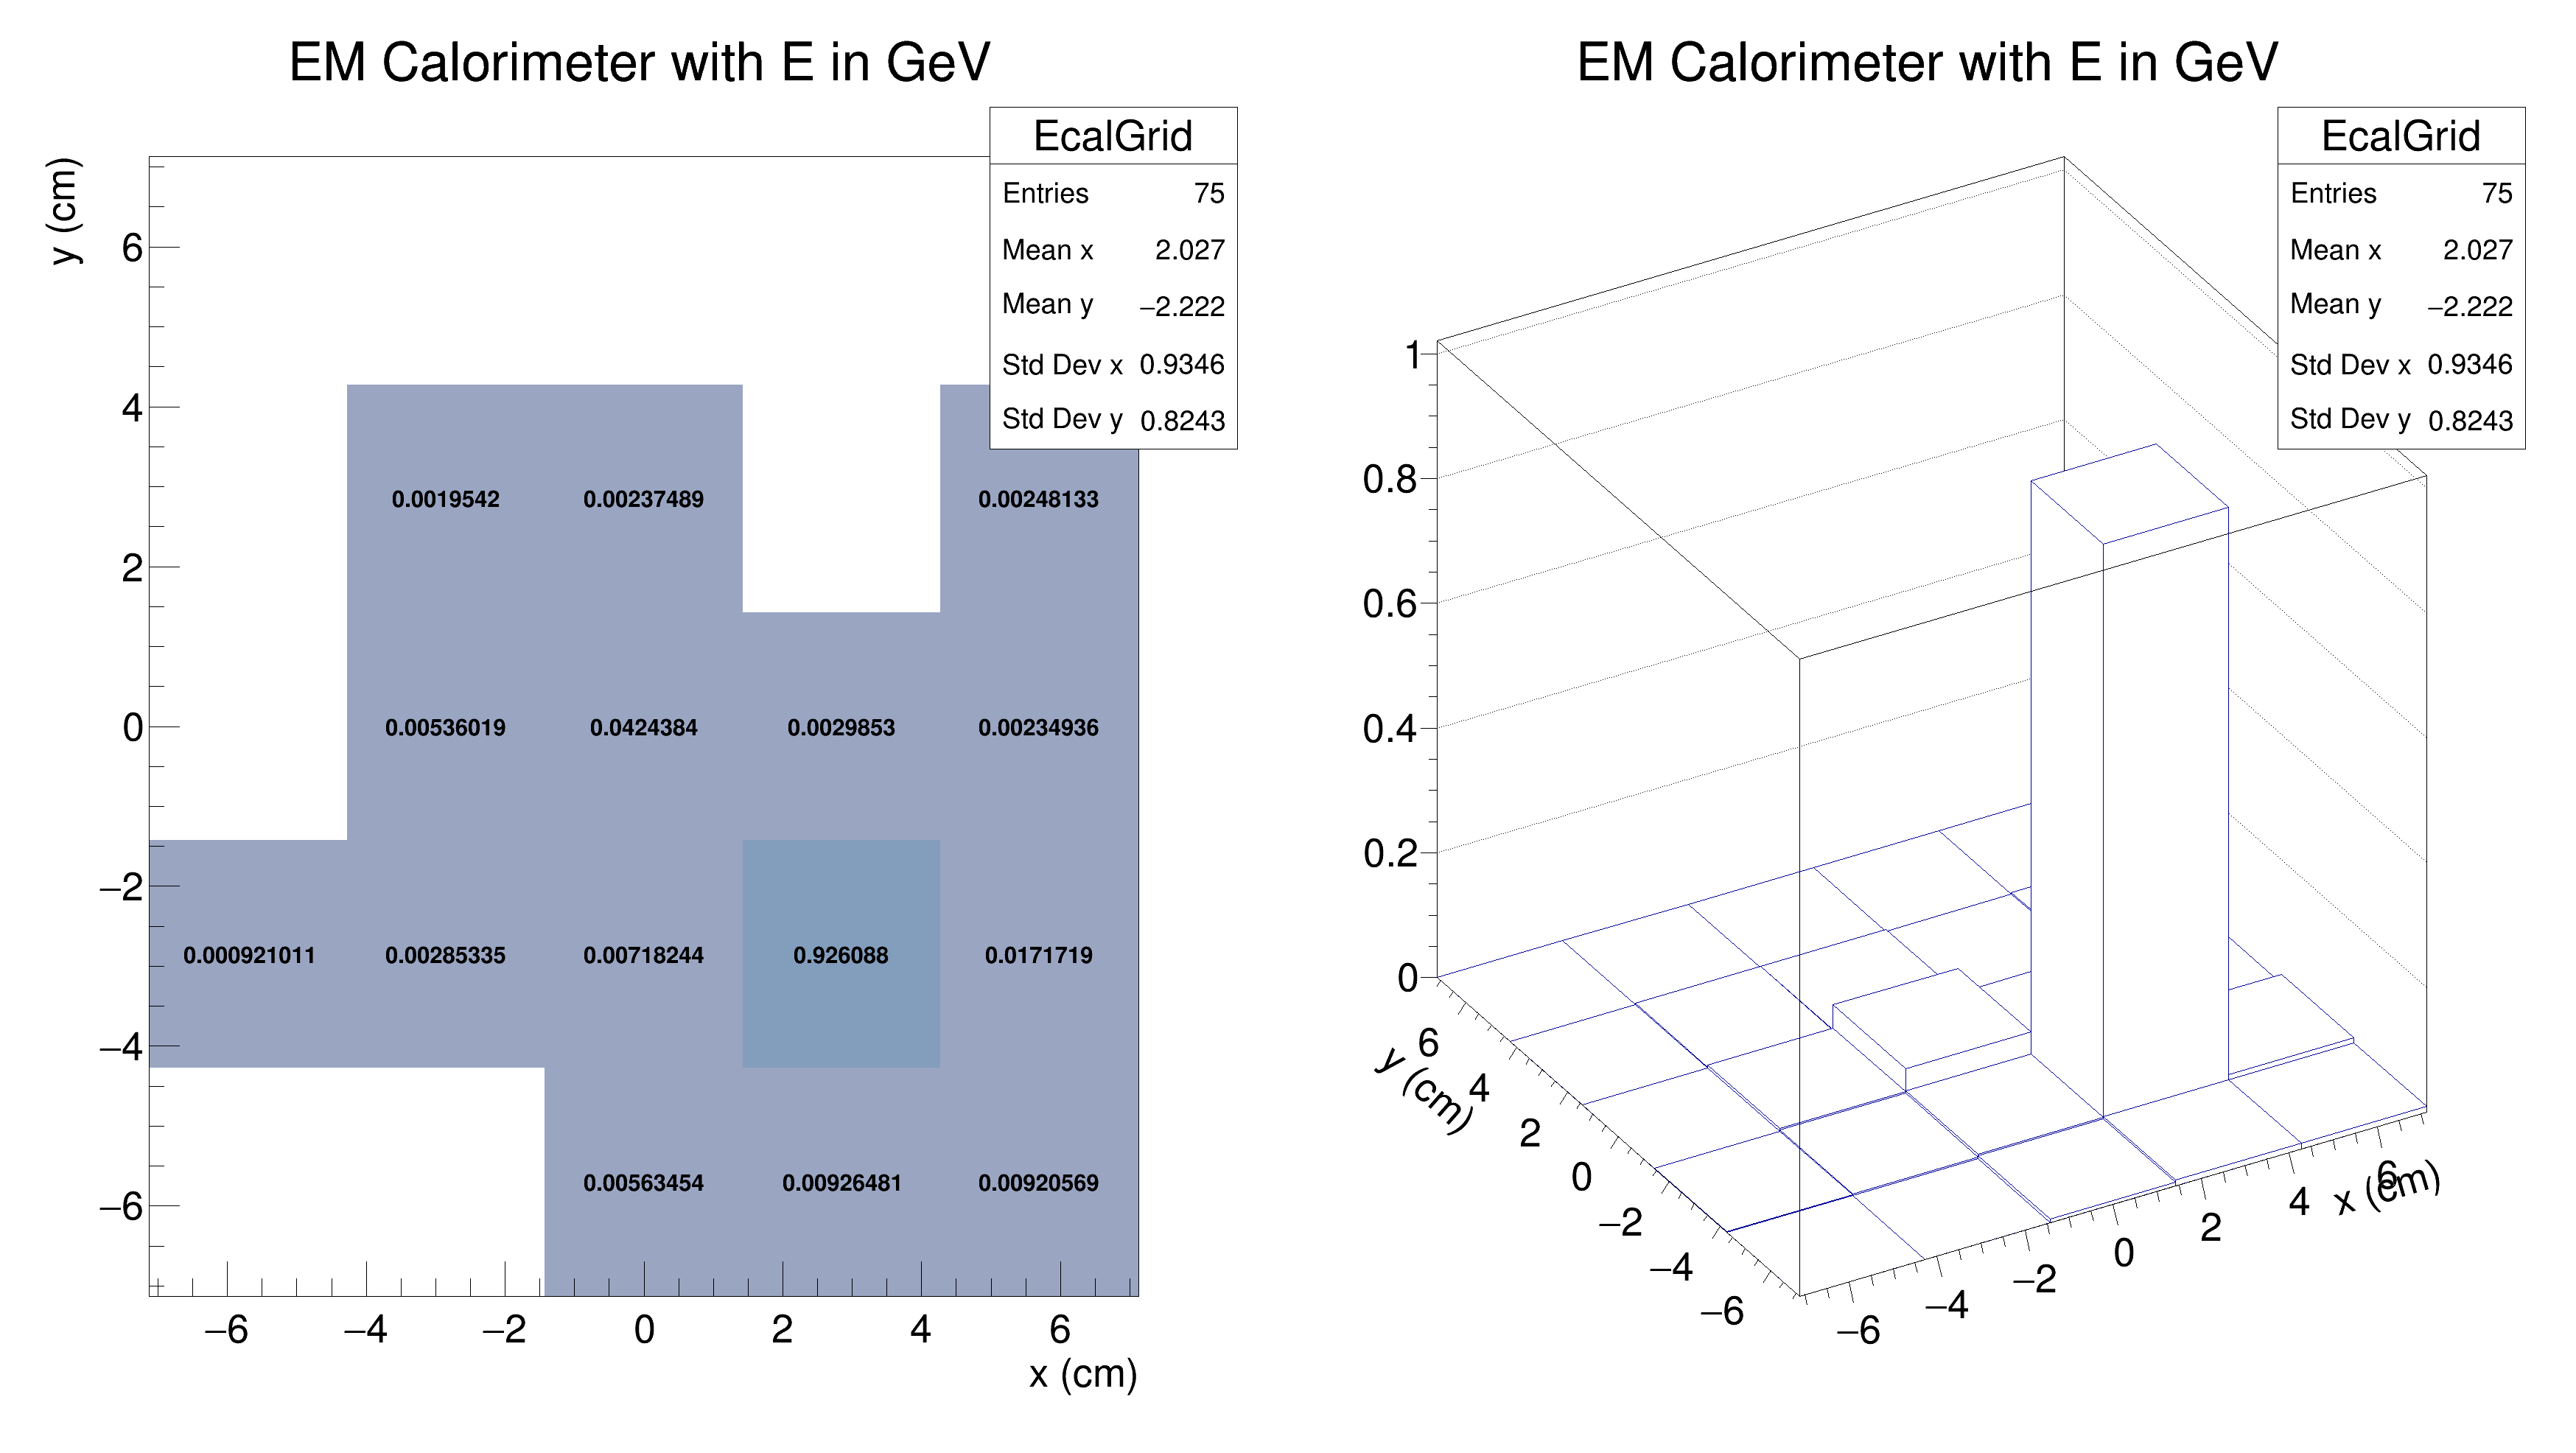 EM Calorimeter with E in GeV
EcalGrid
Entries 75
Mean x 2.027
Mean y −2.222
Std Dev x 0.9346
Std Dev y 0.8243
y (cm)
6
4
2
0
−2
−4
−6
0.0019542 0.00237489 0.00248133
0.00536019 0.0424384 0.0029853 0.00234936
0.000921011 0.00285335 0.00718244 0.926088 0.0171719
0.00563454 0.00926481 0.00920569
−6 −4 −2 0 2 4 6
x (cm)
EM Calorimeter with E in GeV
EcalGrid
Entries 75
Mean x 2.027
Mean y −2.222
Std Dev x 0.9346
Std Dev y 0.8243
1
0.8
0.6
0.4
0.2
0
6
4
2
0
−2
−4
−6
y (cm)
−6
−4
−2
0
2
4
6
x (cm)